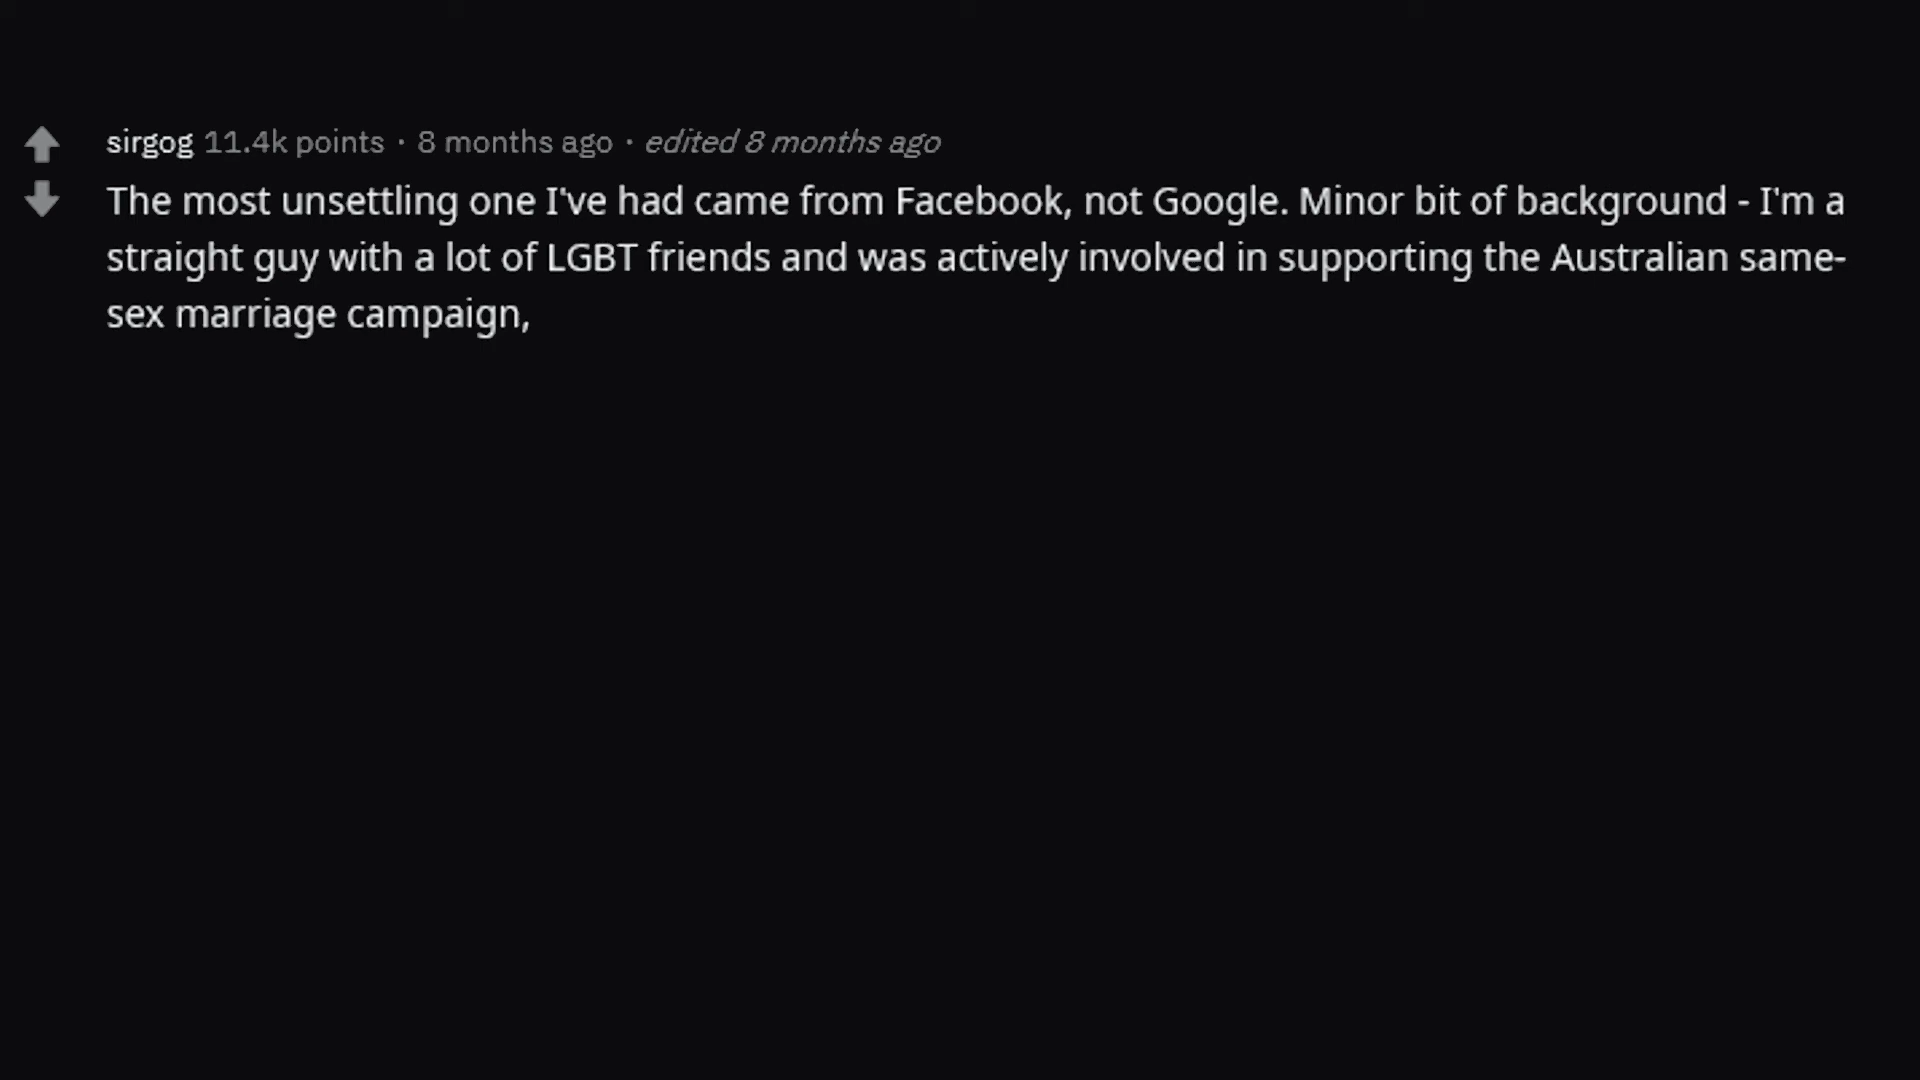 sirgog 11.4k points · 8 months ago · edited 8 months ago
The most unsettling one I've had came from Facebook, not Google. Minor bit of background - I'm a
straight guy with a lot of LGBT friends and was actively involved in supporting the Australian same-
sex marriage campaign,